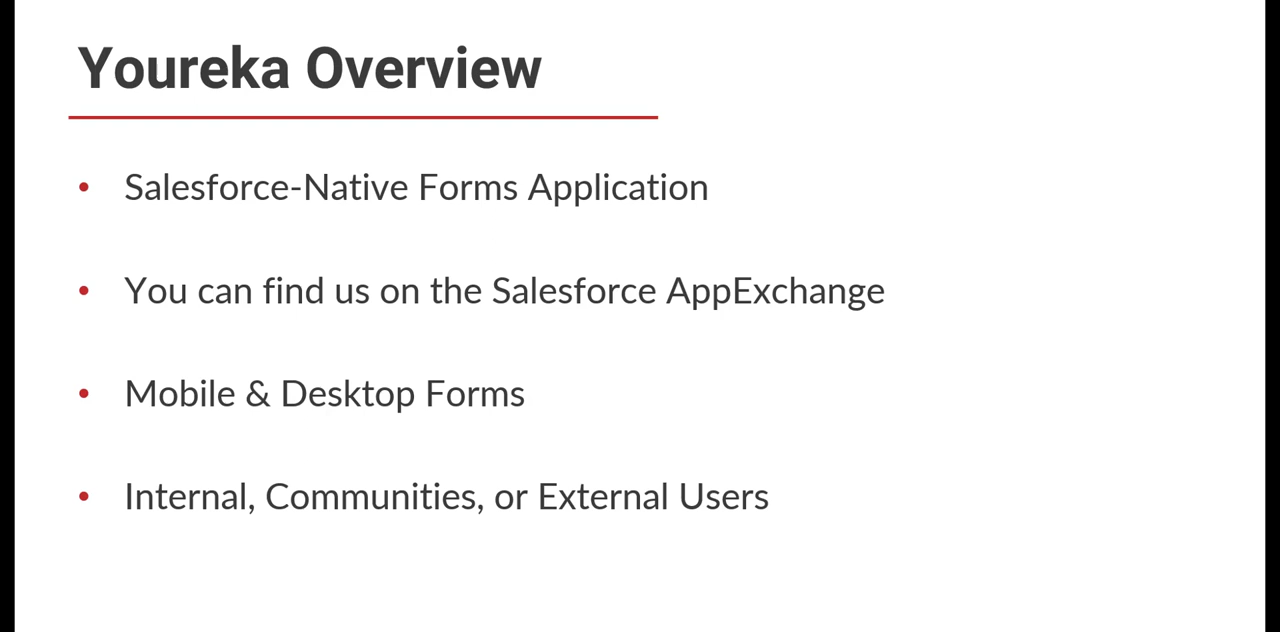 Youreka Overview
• Salesforce-Native Forms Application
• You can find us on the Salesforce AppExchange
• Mobile & Desktop Forms
• Internal, Communities, or External Users